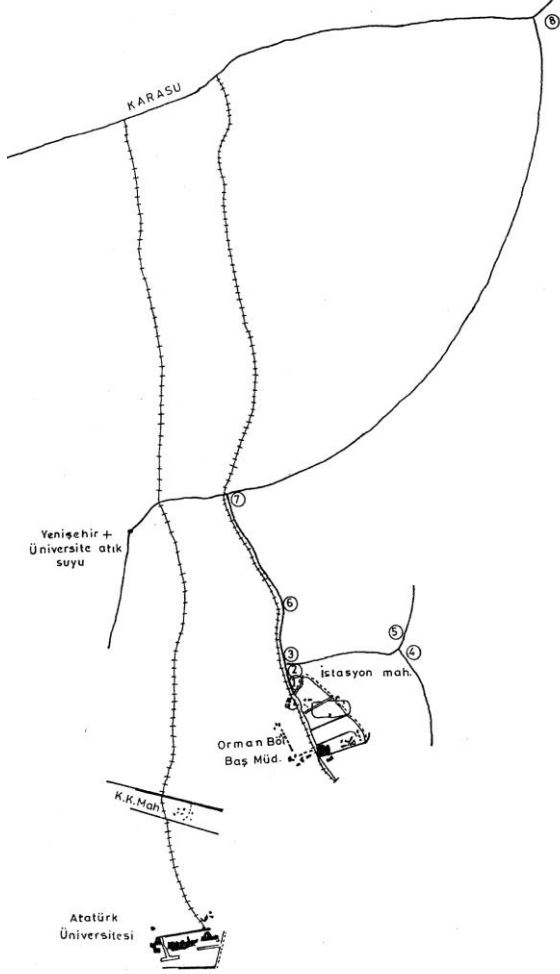 8
KARASU
7
Yenişehir +
Üniversite atık
suyu
6
5
3
4
2
İstasyon mah.
1
Orman Böl.
Baş Müd.
K.K.Mah.
Atatürk
Üniversitesi